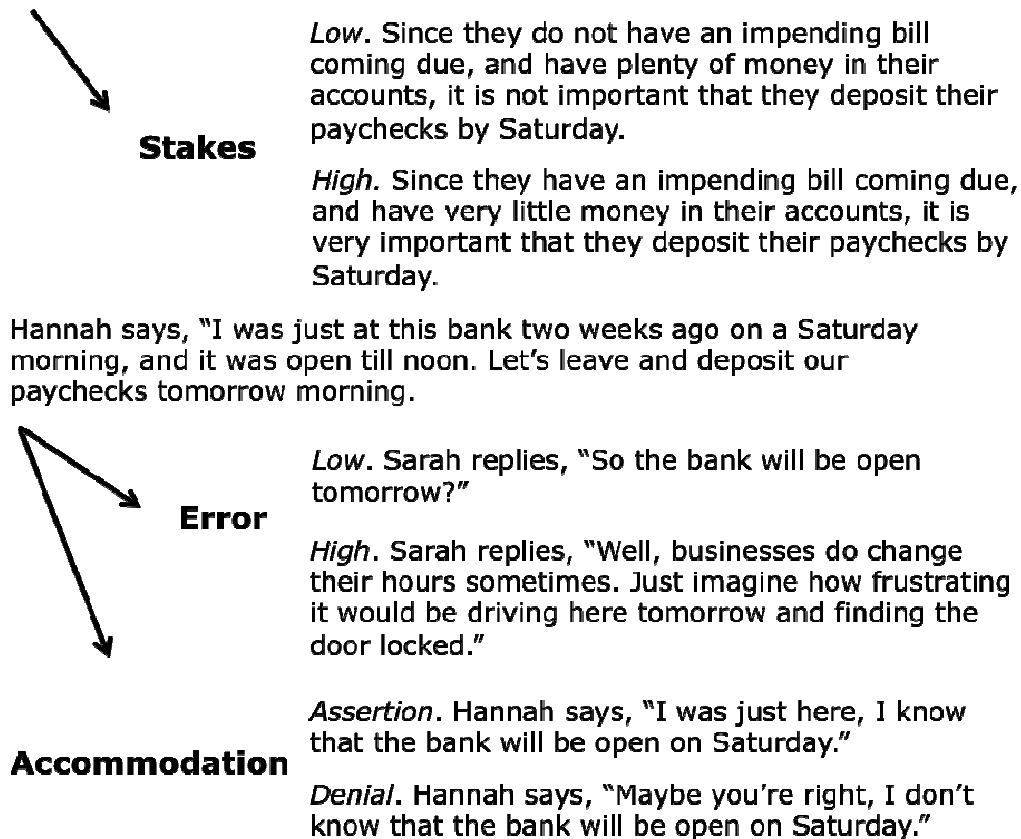 Low. Since they do not have an impending bill
coming due, and have plenty of money in their
accounts, it is not important that they deposit their
paychecks by Saturday.
Stakes
High. Since they have an impending bill coming due,
and have very little money in their accounts, it is
very important that they deposit their paychecks by
Saturday.
Hannah says, “I was just at this bank two weeks ago on a Saturday
morning, and it was open till noon. Let’s leave and deposit our
paychecks tomorrow morning.
Low. Sarah replies, “So the bank will be open
tomorrow?”
Error
High. Sarah replies, “Well, businesses do change
their hours sometimes. Just imagine how frustrating
it would be driving here tomorrow and finding the
door locked.”
Assertion. Hannah says, “I was just here, I know
that the bank will be open on Saturday.”
Accommodation
Denial. Hannah says, “Maybe you’re right, I don’t
know that the bank will be open on Saturday.”